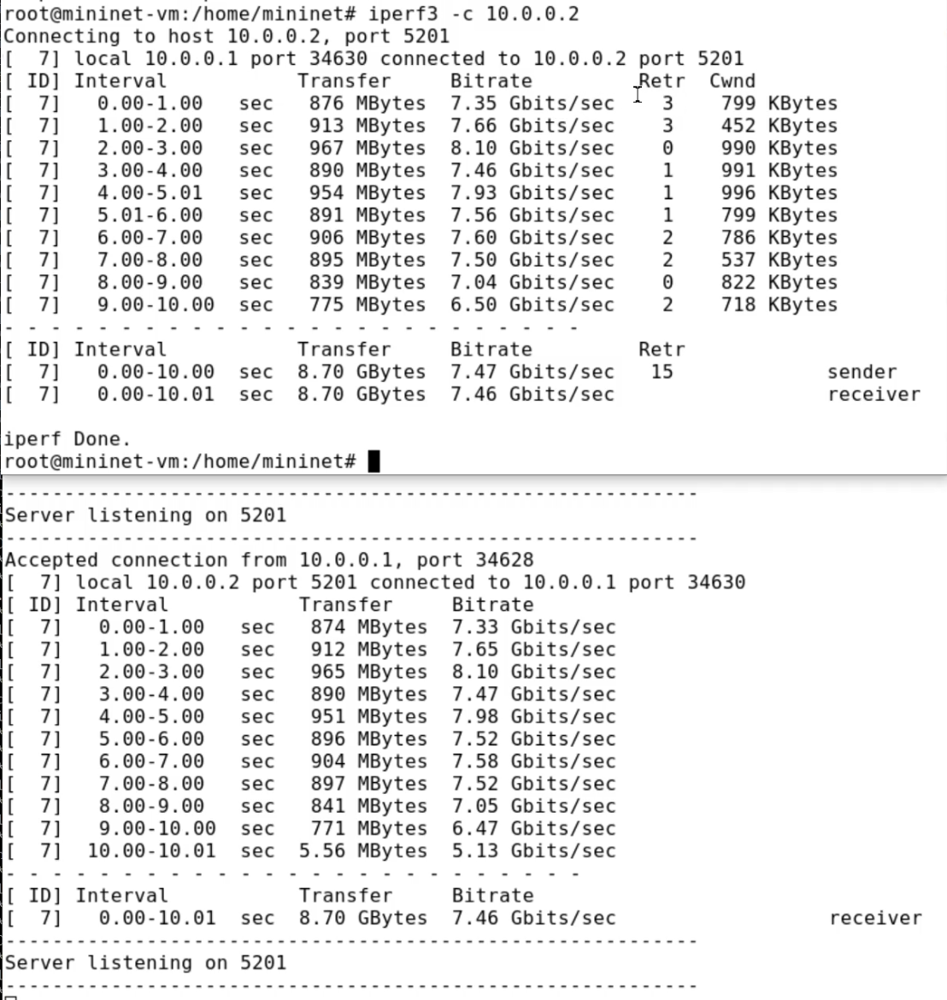 root@mininet-vm:/home/mininet# iperf3 -c 10.0.0.2
Connecting to host 10.0.0.2, port 5201
[  7] local 10.0.0.1 port 34630 connected to 10.0.0.2 port 5201
[ ID] Interval           Transfer     Bitrate         Retr  Cwnd
[  7]   0.00-1.00   sec   876 MBytes  7.35 Gbits/sec    3    799 KBytes
[  7]   1.00-2.00   sec   913 MBytes  7.66 Gbits/sec    3    452 KBytes
[  7]   2.00-3.00   sec   967 MBytes  8.10 Gbits/sec    0    990 KBytes
[  7]   3.00-4.00   sec   890 MBytes  7.46 Gbits/sec    1    991 KBytes
[  7]   4.00-5.01   sec   954 MBytes  7.93 Gbits/sec    1    996 KBytes
[  7]   5.01-6.00   sec   891 MBytes  7.56 Gbits/sec    1    799 KBytes
[  7]   6.00-7.00   sec   906 MBytes  7.60 Gbits/sec    2    786 KBytes
[  7]   7.00-8.00   sec   895 MBytes  7.50 Gbits/sec    2    537 KBytes
[  7]   8.00-9.00   sec   839 MBytes  7.04 Gbits/sec    0    822 KBytes
[  7]   9.00-10.00  sec   775 MBytes  6.50 Gbits/sec    2    718 KBytes
- - - - - - - - - - - - - - - - - - - - - - - - -
[ ID] Interval           Transfer     Bitrate         Retr
[  7]   0.00-10.00  sec  8.70 GBytes  7.47 Gbits/sec   15             sender
[  7]   0.00-10.01  sec  8.70 GBytes  7.46 Gbits/sec                  receiver

iperf Done.
root@mininet-vm:/home/mininet#
-----------------------------------------------------------
Server listening on 5201
-----------------------------------------------------------
Accepted connection from 10.0.0.1, port 34628
[  7] local 10.0.0.2 port 5201 connected to 10.0.0.1 port 34630
[ ID] Interval           Transfer     Bitrate
[  7]   0.00-1.00   sec   874 MBytes  7.33 Gbits/sec
[  7]   1.00-2.00   sec   912 MBytes  7.65 Gbits/sec
[  7]   2.00-3.00   sec   965 MBytes  8.10 Gbits/sec
[  7]   3.00-4.00   sec   890 MBytes  7.47 Gbits/sec
[  7]   4.00-5.00   sec   951 MBytes  7.98 Gbits/sec
[  7]   5.00-6.00   sec   896 MBytes  7.52 Gbits/sec
[  7]   6.00-7.00   sec   904 MBytes  7.58 Gbits/sec
[  7]   7.00-8.00   sec   897 MBytes  7.52 Gbits/sec
[  7]   8.00-9.00   sec   841 MBytes  7.05 Gbits/sec
[  7]   9.00-10.00  sec   771 MBytes  6.47 Gbits/sec
[  7]  10.00-10.01  sec  5.56 MBytes  5.13 Gbits/sec
- - - - - - - - - - - - - - - - - - - - - - - - -
[ ID] Interval           Transfer     Bitrate
[  7]   0.00-10.01  sec  8.70 GBytes  7.46 Gbits/sec                  receiver
-----------------------------------------------------------
Server listening on 5201
-----------------------------------------------------------